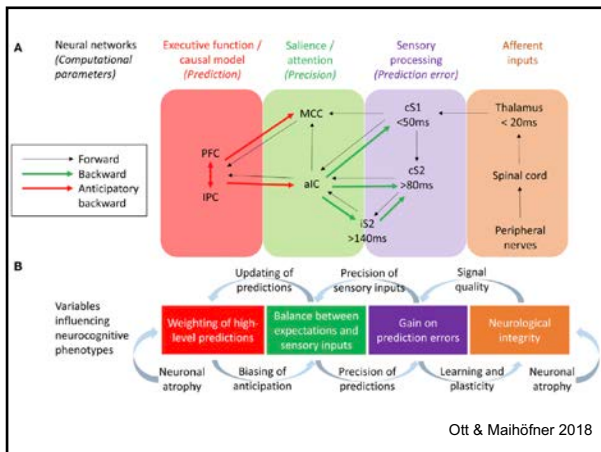 A
Neural networks
(Computational
parameters)
Executive function /
causal model
(Prediction)
Salience /
attention
(Precision)
Sensory
processing
(Prediction error)
Afferent
inputs
MCC
cS1
<50ms
Thalamus
< 20ms
Forward
Backward
Anticipatory
backward
PFC
IPC
aIC
cS2
>80ms
iS2
>140ms
Spinal cord
Peripheral
nerves
B
Variables
influencing
neurocognitive
phenotypes
Updating of
predictions
Precision of
sensory inputs
Signal
quality
Weighting of high-
level predictions
Balance between
expectations and
sensory inputs
Gain on
prediction errors
Neurological
integrity
Neuronal
atrophy
Biasing of
anticipation
Precision of
predictions
Learning and
plasticity
Neuronal
atrophy
Ott & Maihöfner 2018